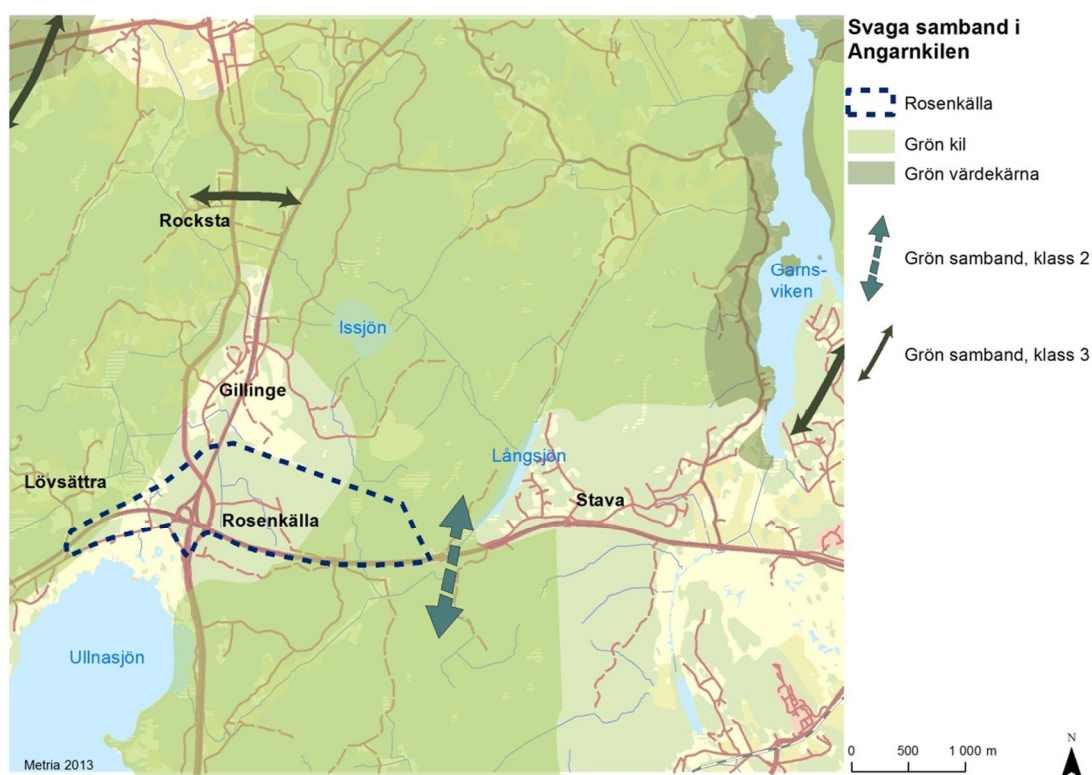 Svaga samband i
Angarnkilen
Rosenkälla
Grön kil
Grön värdekärna
Grön samband, klass 2
Grön samband, klass 3
Rocksta
Garns-
viken
Issjön
Gillinge
Långsjön
Lövsättra
Stava
Rosenkälla
Ullnasjön
Metria 2013
0 500 1 000 m
N